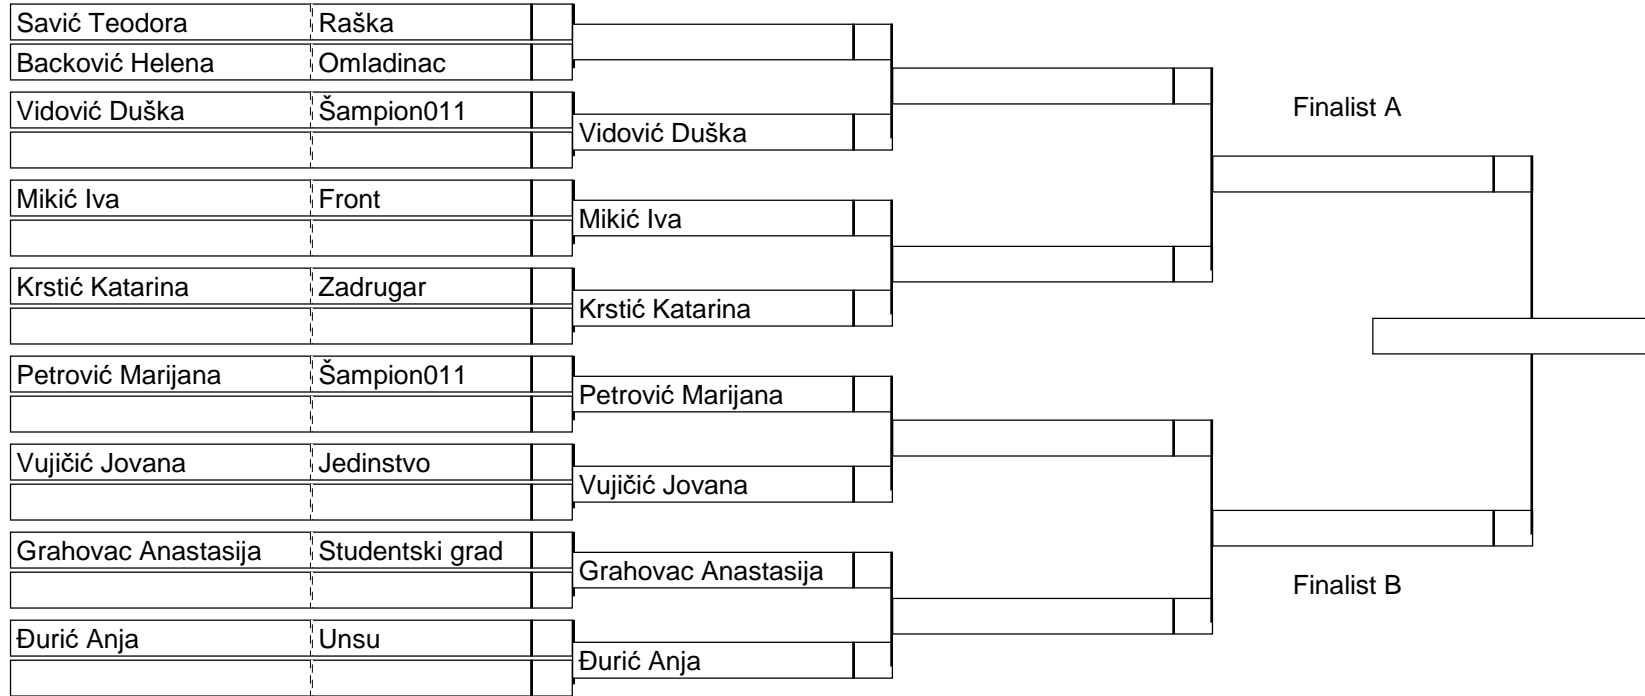 Savić Teodora Raška
Backović Helena Omladinac
Vidović Duška Šampion011
Vidović Duška
Mikić Iva Front
Mikić Iva
Krstić Katarina Zadrugar
Krstić Katarina
Petrović Marijana Šampion011
Petrović Marijana
Vujičić Jovana Jedinstvo
Vujičić Jovana
Grahovac Anastasija Studentski grad
Grahovac Anastasija
Đurić Anja Unsu
Đurić Anja
Finalist A
Finalist B